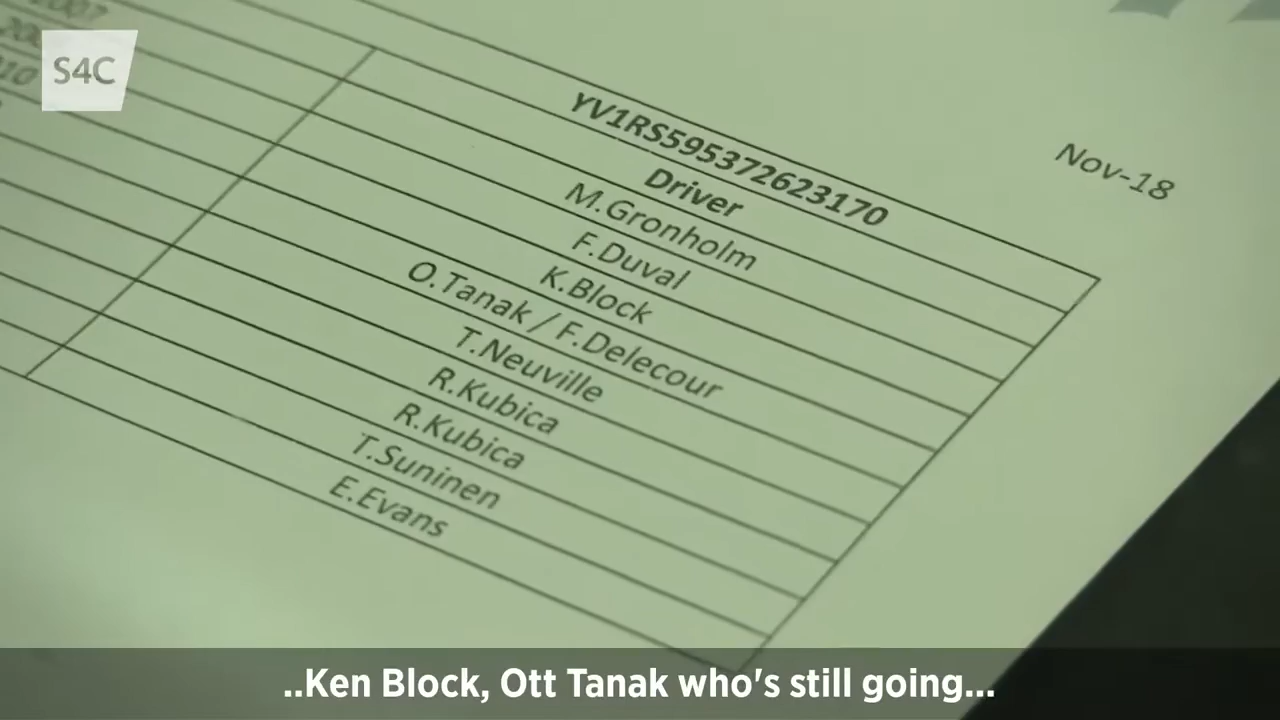 S4C
Nov-18
YV1RS595372623170
Driver
M.Gronholm
F.Duval
K.Block
O.Tanak / F.Delecour
T.Neuville
R.Kubica
R.Kubica
T.Suninen
E.Evans
..Ken Block, Ott Tanak who's still going...